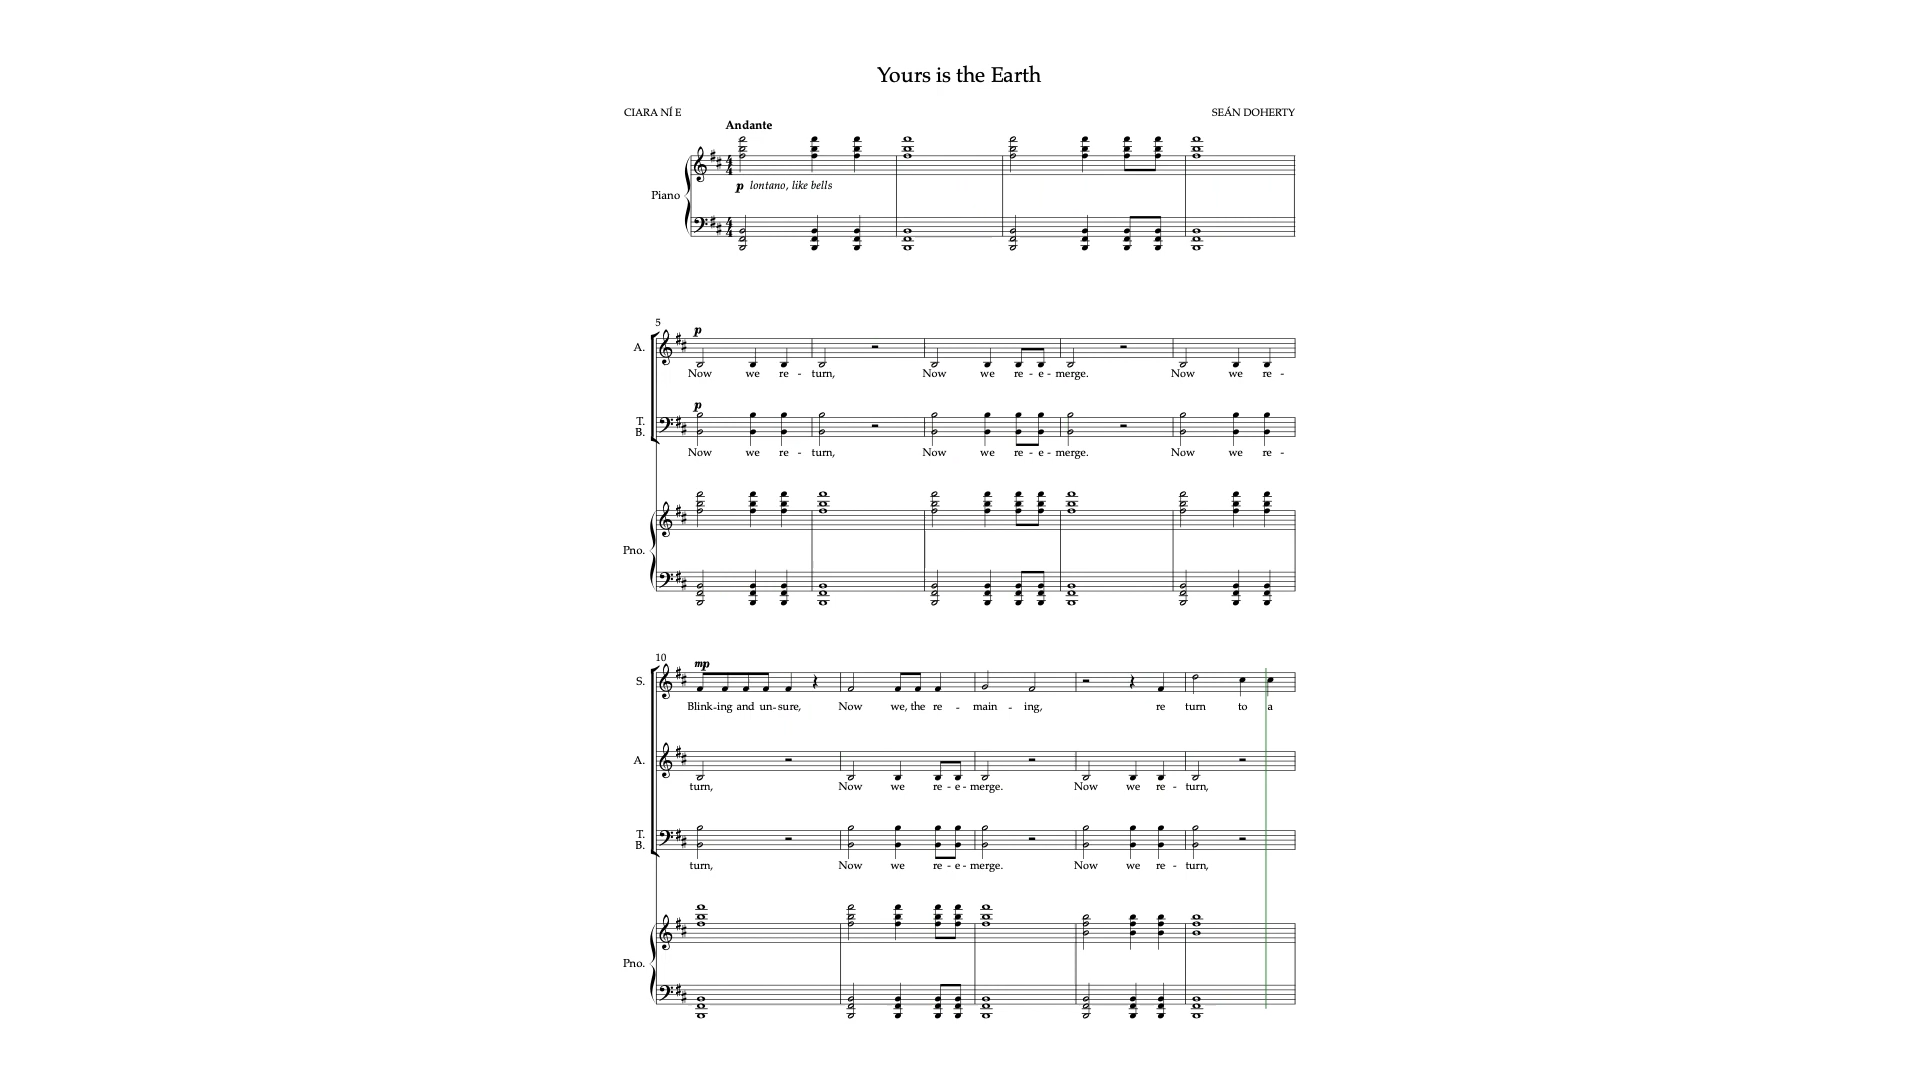 Yours is the Earth
CIARA NÍ E
SEÁN DOHERTY
Andante
p lontano, like bells
Piano
5
p
A.
Now we re - turn, Now we re - e - merge. Now we re -
p
T.
B.
Now we re - turn, Now we re - e - merge. Now we re -
Pno.
10
mp
S.
Blink-ing and un-sure, Now we, the re - main - ing, re turn to a
A.
turn, Now we re - e - merge. Now we re - turn,
T.
B.
turn, Now we re - e - merge. Now we re - turn,
Pno.